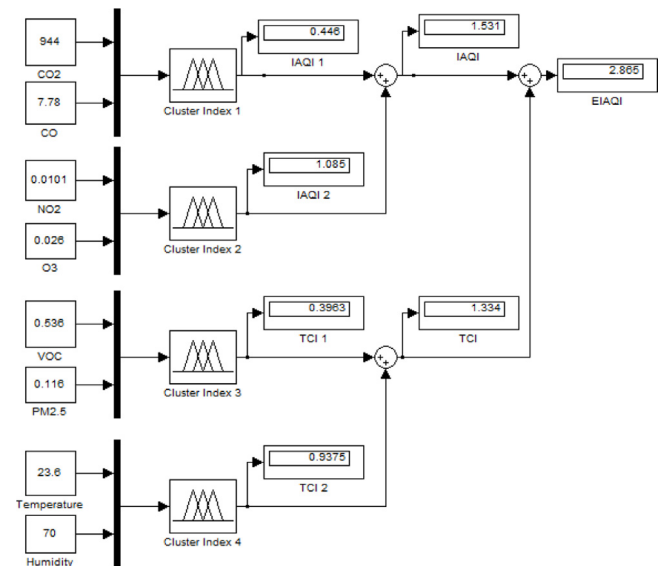 944
CO2
7.78
CO
Cluster Index 1
0.446
IAQI 1
1.531
IAQI
2.865
EIAQI
0.0101
NO2
0.026
O3
Cluster Index 2
1.085
IAQI 2
0.536
VOC
0.116
PM2.5
Cluster Index 3
0.3963
TCI 1
1.334
TCI
23.6
Temperature
70
Humidity
Cluster Index 4
0.9375
TCI 2